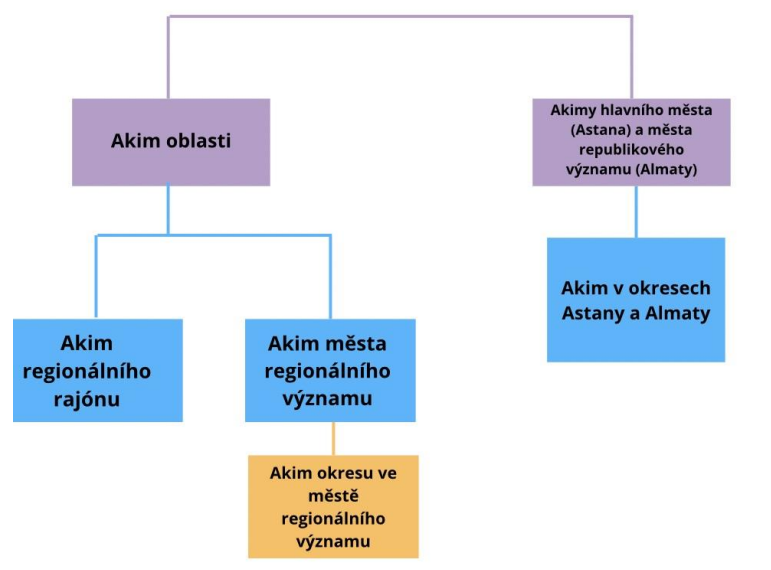 Akim oblasti
Akimy hlavního města
(Astana) a města
republikového
významu (Almaty)
Akim v okresech
Astany a Almaty
Akim
regionálního
rajónu
Akim města
regionálního
významu
Akim okresu ve
městě
regionálního
významu